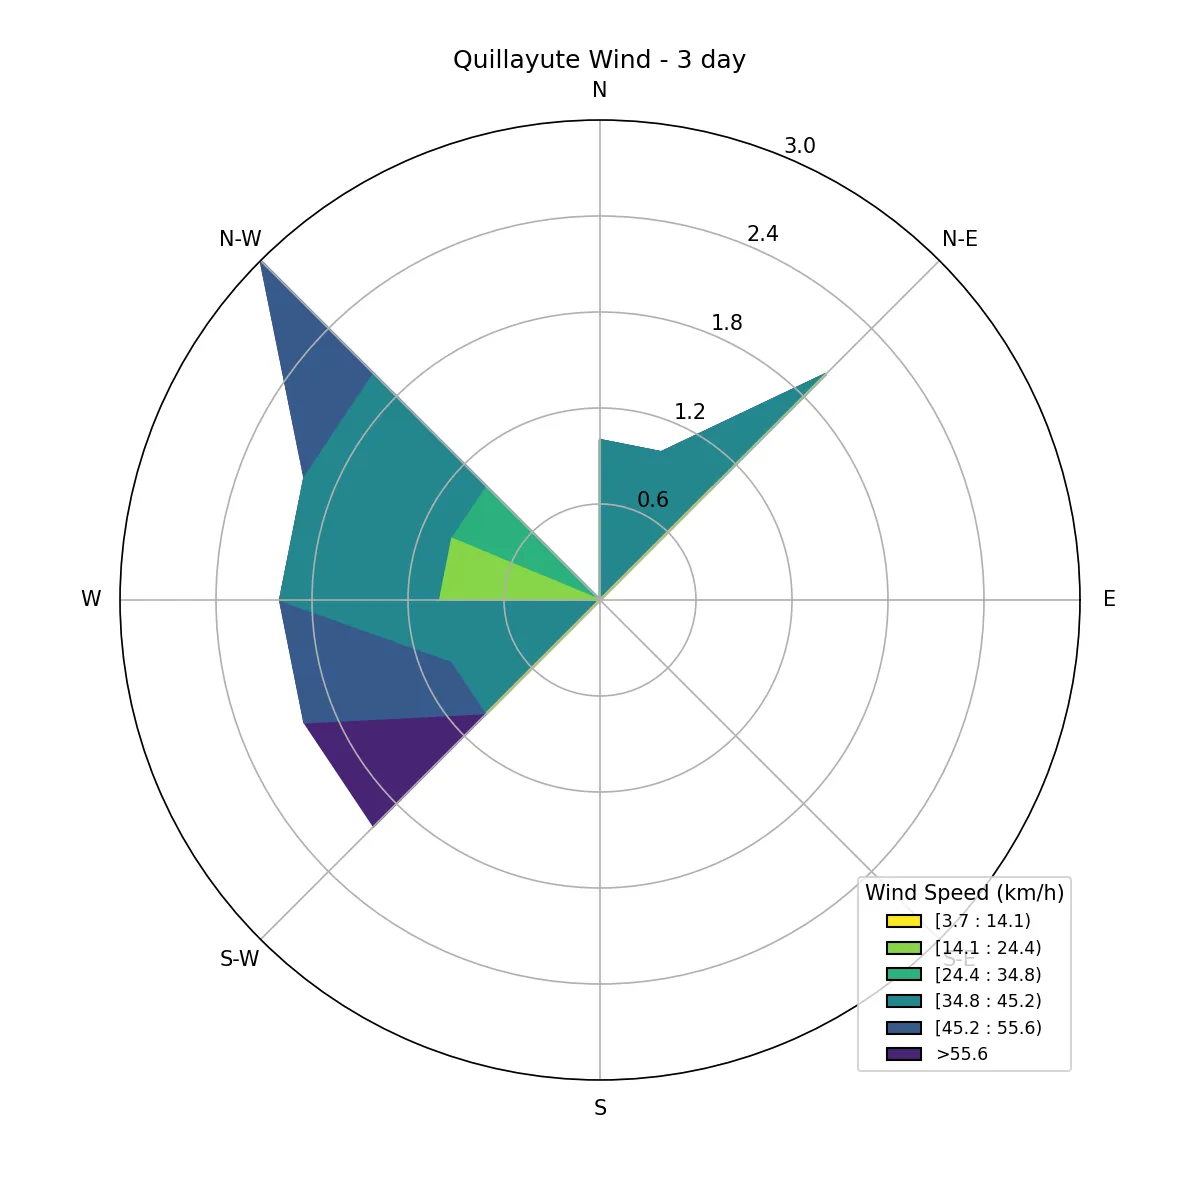 Quillayute Wind - 3 day
N
3.0
N-W
N-E
2.4
1.8
1.2
0.6
W
E
Wind Speed (km/h)
[3.7 : 14.1)
[14.1 : 24.4)
S-W
S-E
[24.4 : 34.8)
[34.8 : 45.2)
[45.2 : 55.6)
>55.6
S